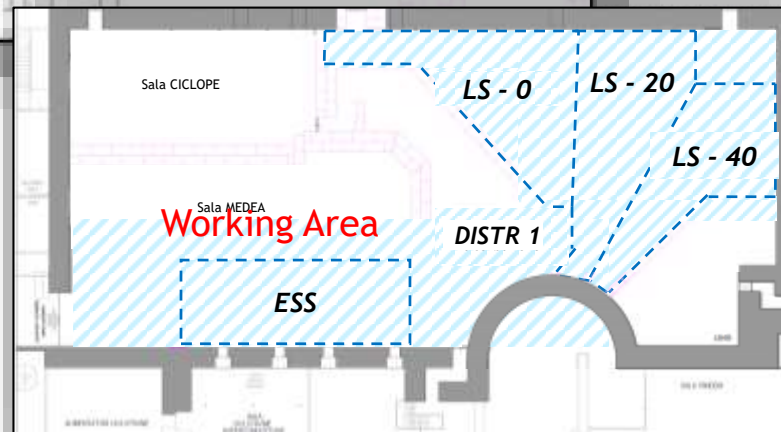 Sala CICLOPE
LS - 0
LS - 20
LS - 40
Sala MEDEA
Working Area
DISTR 1
ESS